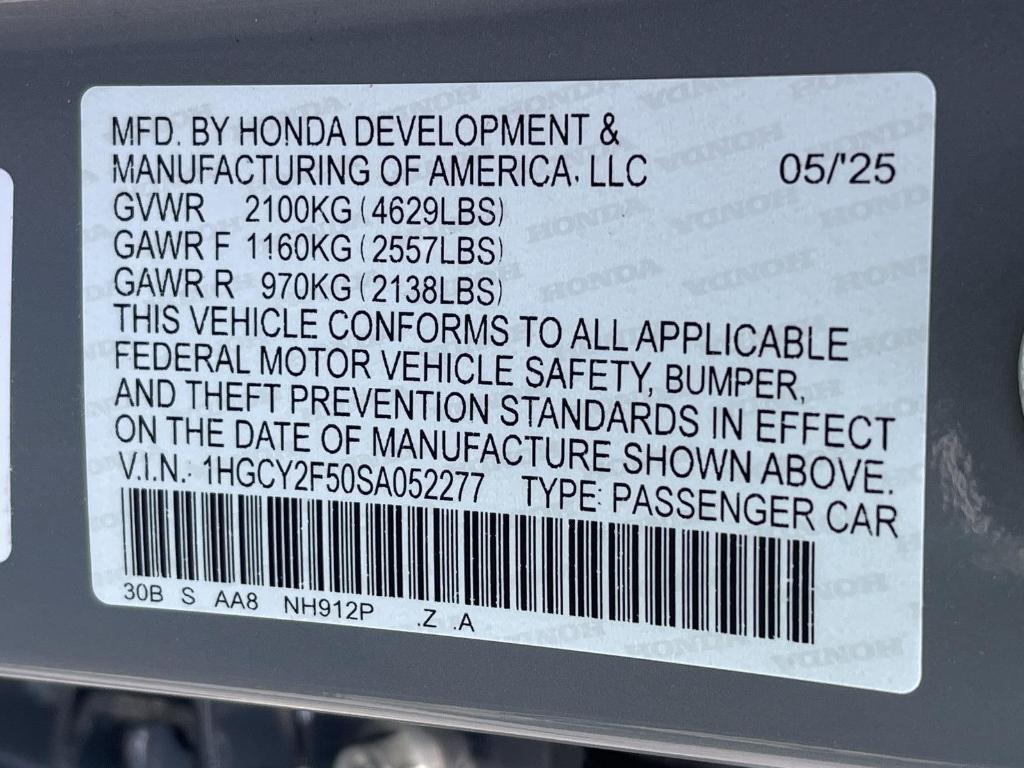 MFD. BY HONDA DEVELOPMENT &
MANUFACTURING OF AMERICA, LLC 05/'25
GVWR 2100KG (4629LBS)
GAWR F 1160KG (2557LBS)
GAWR R 970KG (2138LBS)
THIS VEHICLE CONFORMS TO ALL APPLICABLE
FEDERAL MOTOR VEHICLE SAFETY, BUMPER,
AND THEFT PREVENTION STANDARDS IN EFFECT
ON THE DATE OF MANUFACTURE SHOWN ABOVE.
V.I.N.: 1HGCY2F50SA052277 TYPE: PASSENGER CAR
30B S AA8 NH912P .Z .A